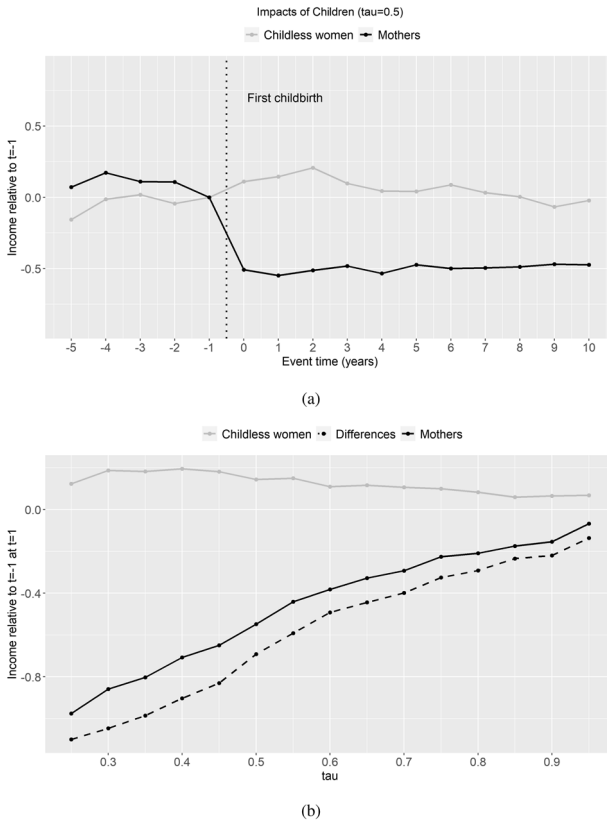 Impacts of Children (tau=0.5)
Childless women Mothers
First childbirth
Income relative to t=-1
0.5
0.0
-0.5
-5 -4 -3 -2 -1 0 1 2 3 4 5 6 7 8 9 10
Event time (years)
(a)
Childless women Differences Mothers
Income relative to t=-1 at t=1
0.0
-0.4
-0.8
0.3 0.4 0.5 0.6 0.7 0.8 0.9
tau
(b)